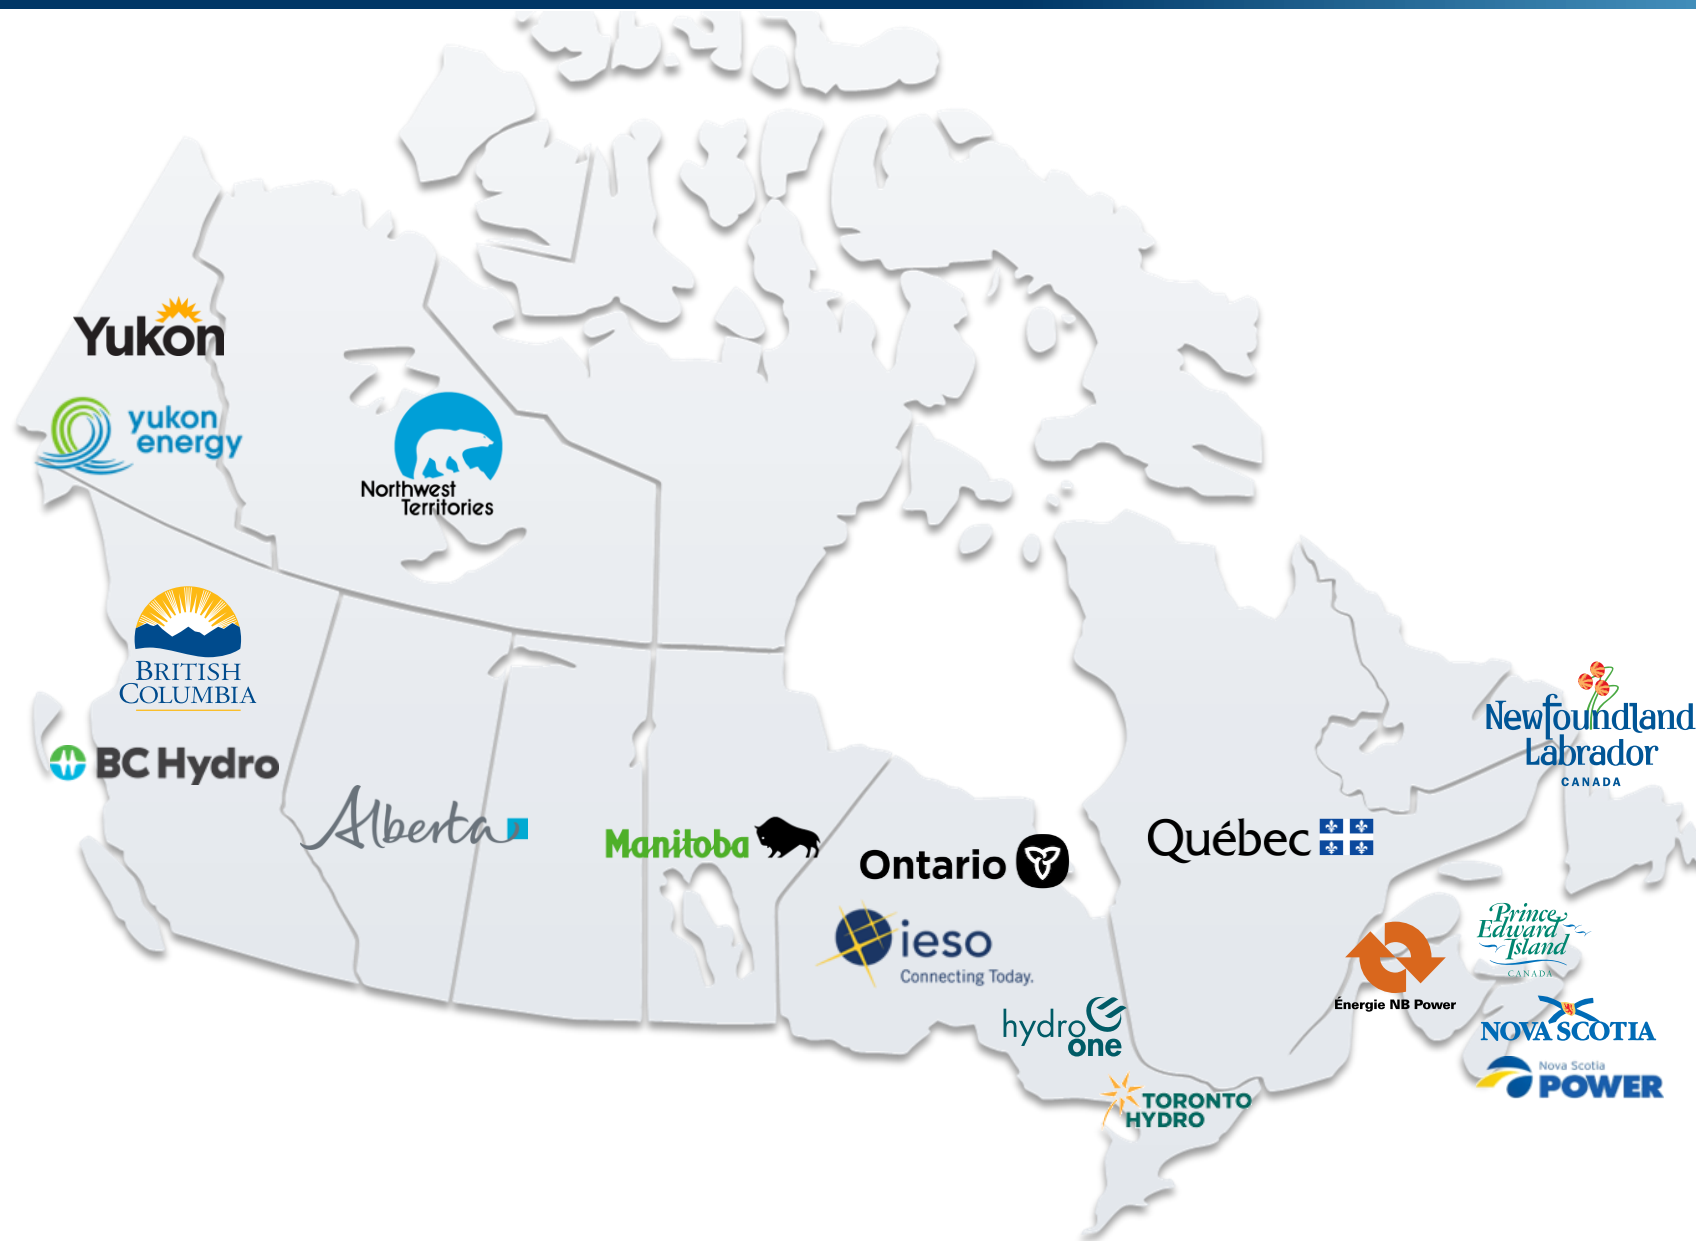 Yukon
yukon
energy
Northwest
Territories
BRITISH
COLUMBIA
BC Hydro
Alberta
Manitoba
Ontario
ieso
Connecting Today.
hydro
one
TORONTO
HYDRO
Québec
Newfoundland
Labrador
CANADA
Prince
Edward
Island
CANADA
Énergie NB Power
NOVA SCOTIA
Nova Scotia
POWER